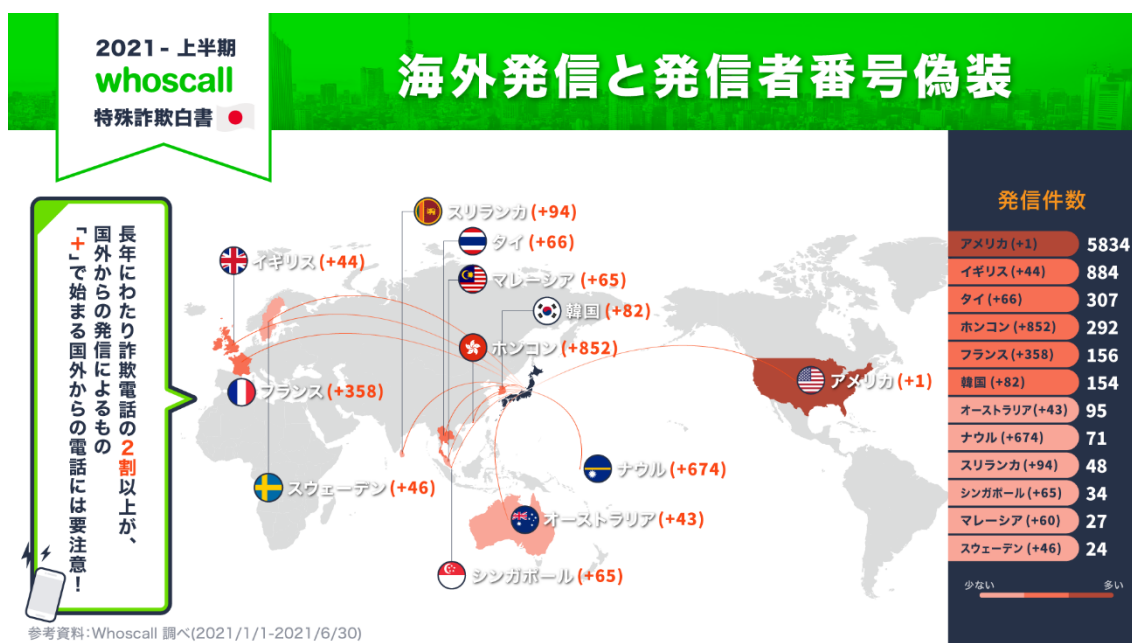 2021- 上半期
whoscall
特殊詐欺白書
海外発信と発信者番号偽装
長年にわたり詐欺電話の2割以上が、
国外からの発信によるもの
「+」で始まる国外からの電話には要注意！
スリランカ(+94)
タイ(+66)
イギリス(+44)
マレーシア(+65)
韓国(+82)
ホンコン(+852)
フランス(+358)
アメリカ(+1)
ナウル(+674)
スウェーデン(+46)
オーストラリア(+43)
シンガポール(+65)
発信件数
アメリカ(+1) 5834
イギリス(+44) 884
タイ(+66) 307
ホンコン(+852) 292
フランス(+358) 156
韓国(+82) 154
オーストラリア(+43) 95
ナウル(+674) 71
スリランカ(+94) 48
シンガポール(+65) 34
マレーシア(+60) 27
スウェーデン(+46) 24
少ない 多い
参考資料：Whoscall 調べ(2021/1/1-2021/6/30)